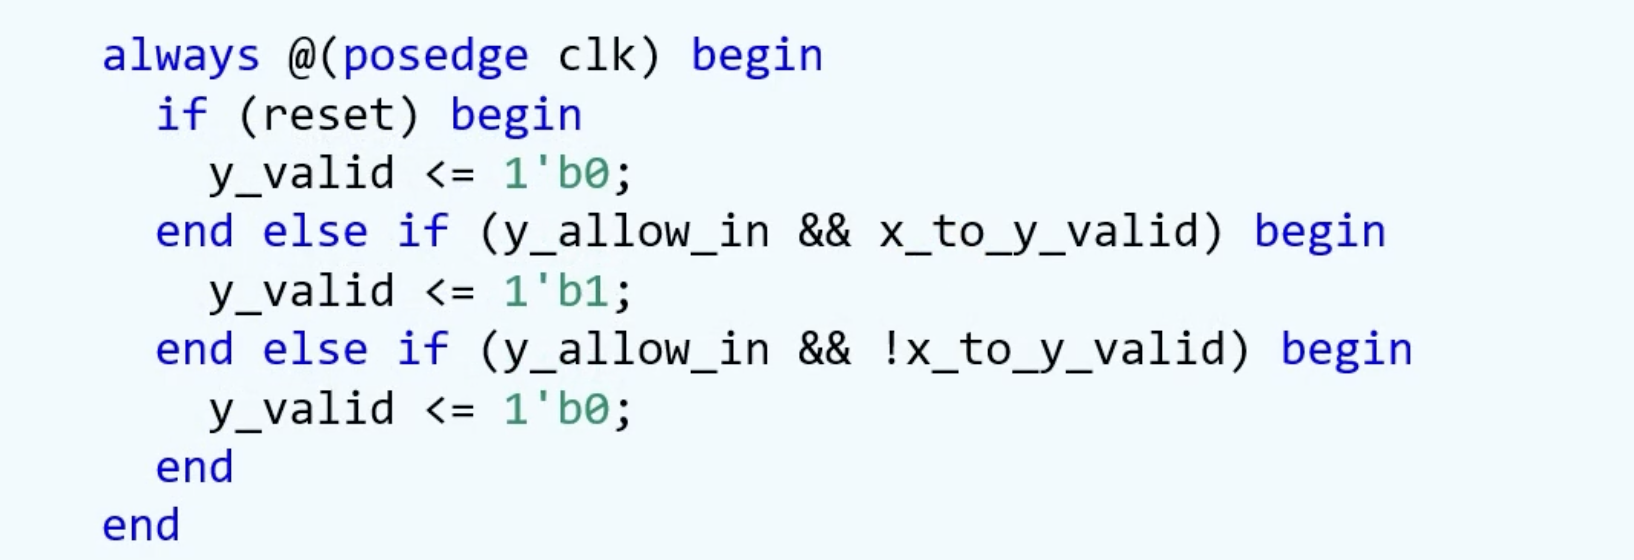 always @(posedge clk) begin
  if (reset) begin
    y_valid <= 1'b0;
  end else if (y_allow_in && x_to_y_valid) begin
    y_valid <= 1'b1;
  end else if (y_allow_in && !x_to_y_valid) begin
    y_valid <= 1'b0;
  end
end